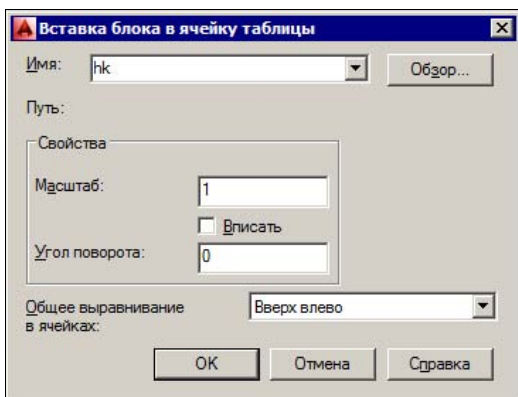 Вставка блока в ячейку таблицы
Имя: hk Обзор...
Путь:
Свойства
Масштаб: 1
Вписать
Угол поворота: 0
Общее выравнивание Вверх влево
в ячейках:
OK Отмена Справка